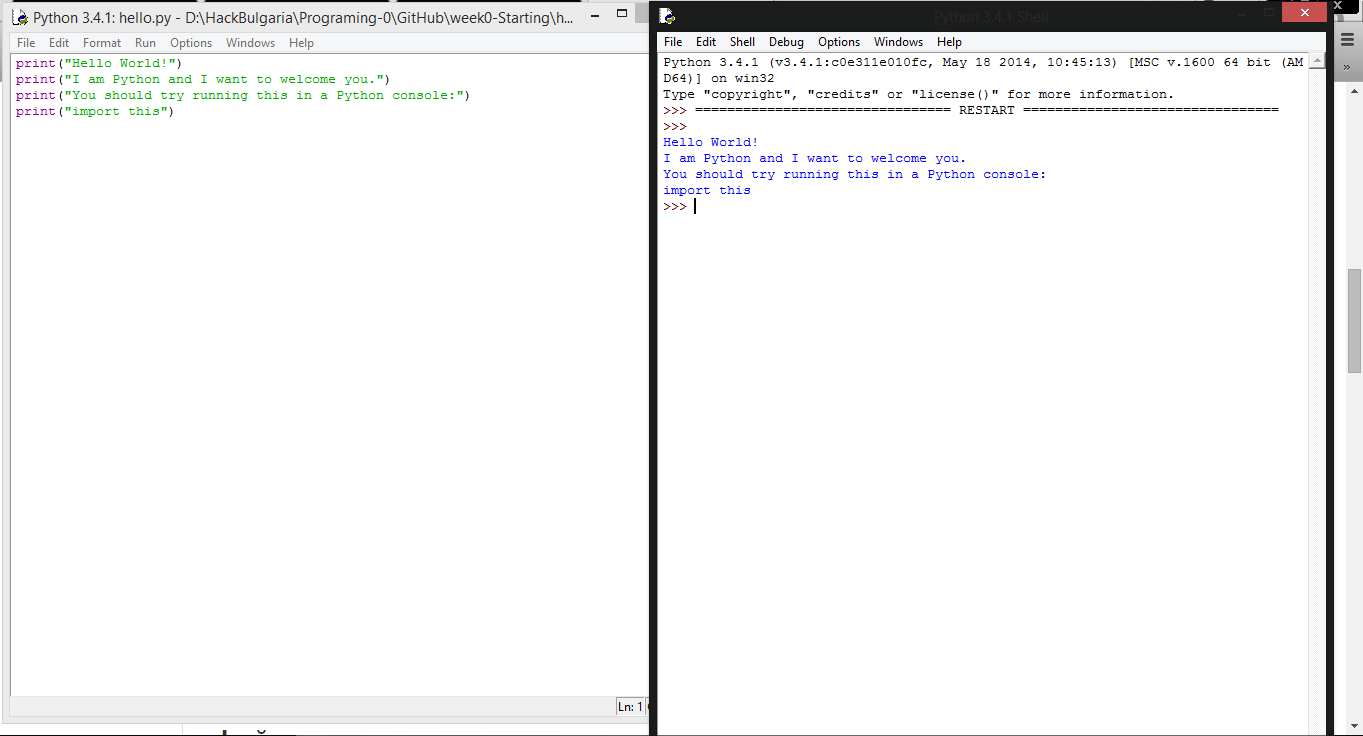 Python 3.4.1: hello.py - D:\HackBulgaria\Programing-0\GitHub\week0-Starting\h...
File Edit Format Run Options Windows Help
print("Hello World!")
print("I am Python and I want to welcome you.")
print("You should try running this in a Python console:")
print("import this")
Ln: 1
Python 3.4.1 Shell
File Edit Shell Debug Options Windows Help
Python 3.4.1 (v3.4.1:c0e311e010fc, May 18 2014, 10:45:13) [MSC v.1600 64 bit (AM
D64)] on win32
Type "copyright", "credits" or "license()" for more information.
>>> ================================ RESTART ================================
>>>
Hello World!
I am Python and I want to welcome you.
You should try running this in a Python console:
import this
>>>